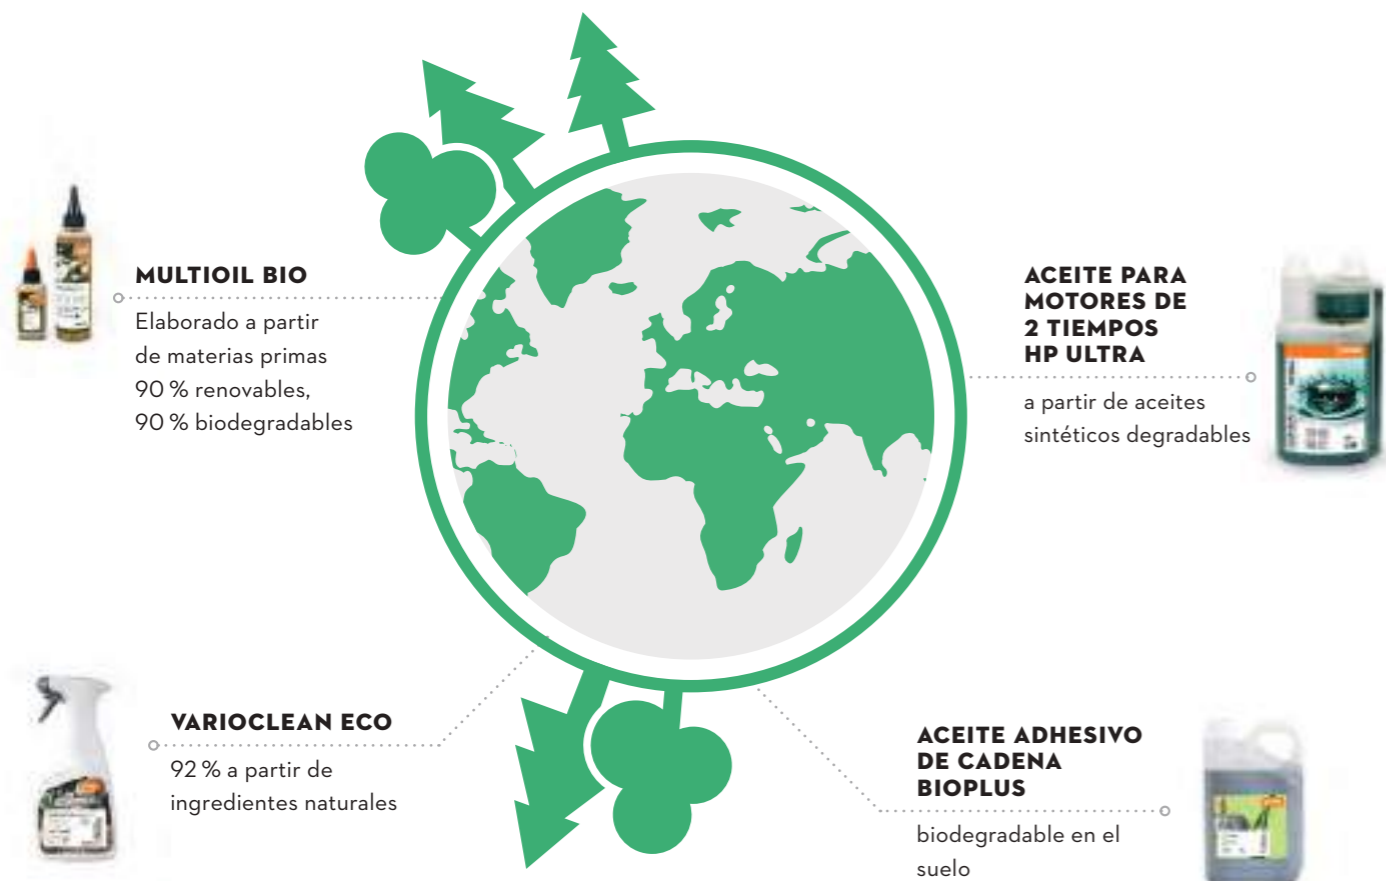 MULTIOIL BIO
Elaborado a partir
de materias primas
90 % renovables,
90 % biodegradables
ACEITE PARA
MOTORES DE
2 TIEMPOS
HP ULTRA
a partir de aceites
sintéticos degradables
VARIOCLEAN ECO
92 % a partir de
ingredientes naturales
ACEITE ADHESIVO
DE CADENA
BIOPLUS
biodegradable en el
suelo